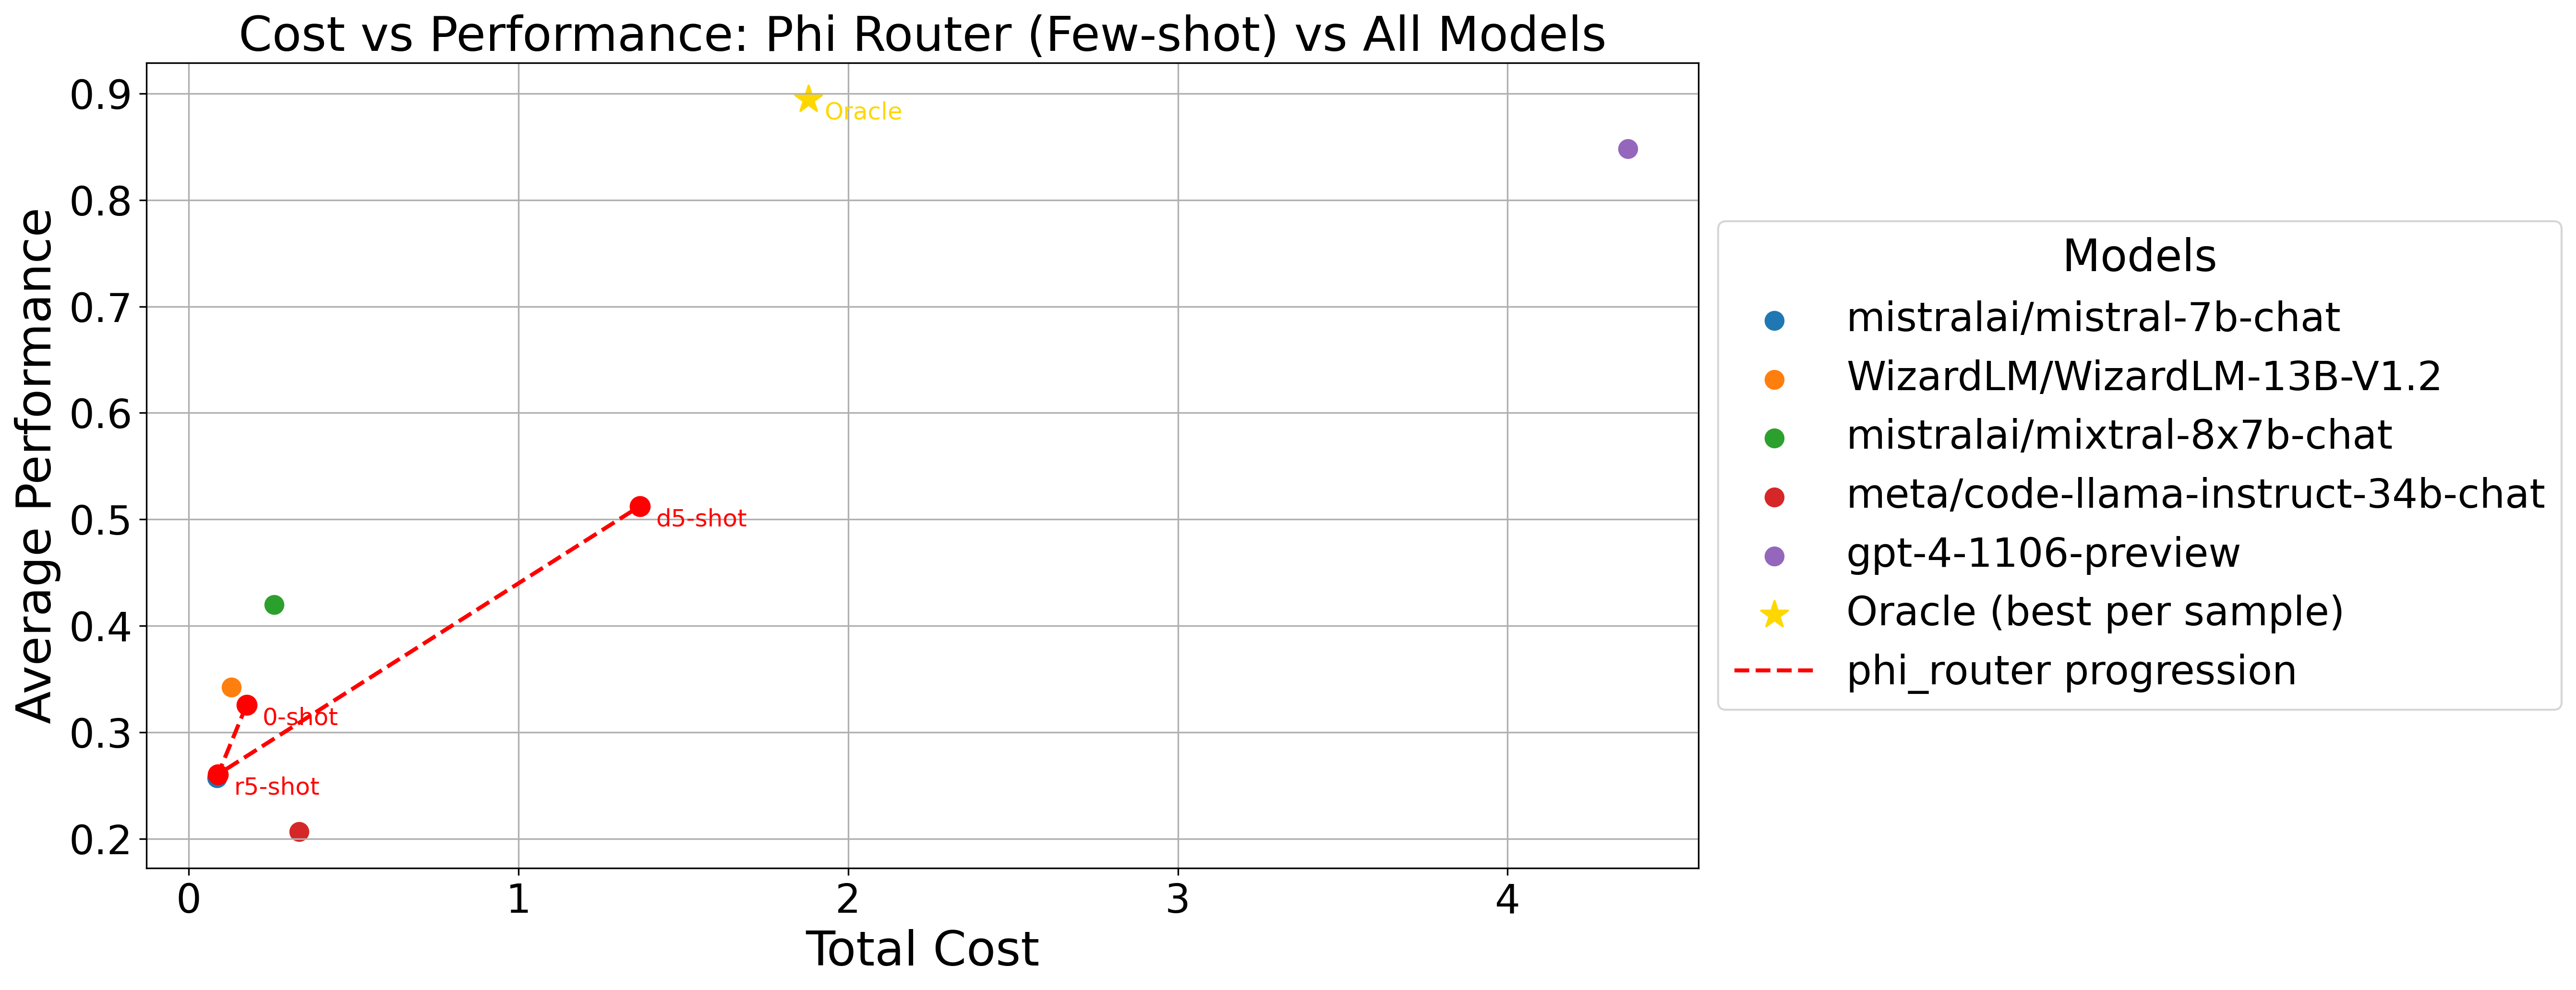 Cost vs Performance: Phi Router (Few-shot) vs All Models
Average Performance
0.9
0.8
0.7
0.6
0.5
0.4
0.3
0.2
Oracle
d5-shot
0-shot
r5-shot
0
1
2
3
4
Total Cost
Models
mistralai/mistral-7b-chat
WizardLM/WizardLM-13B-V1.2
mistralai/mixtral-8x7b-chat
meta/code-llama-instruct-34b-chat
gpt-4-1106-preview
Oracle (best per sample)
phi_router progression